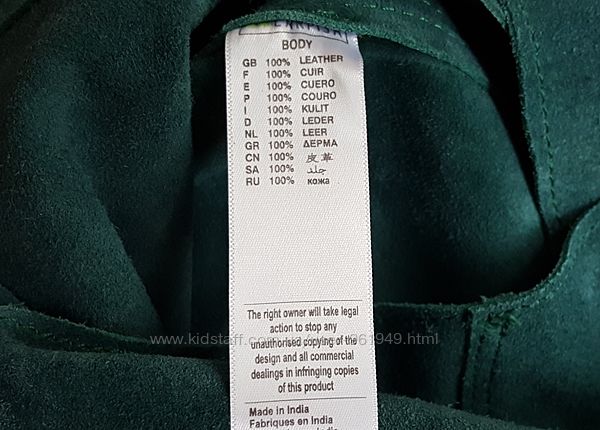 BODY
GB 100% LEATHER
F 100% CUIR
E 100% CUERO
P 100% COURO
I 100% KULIT
D 100% LEDER
NL 100% LEER
GR 100% ΔΕΡΜΑ
CN 100% 皮革
SA 100% جلد
RU 100% кожа
The right owner will take legal
action to stop any
unauthorised copying of the
design and all commercial
dealings in infringing copies
of this product
Made in India
Fabriques en India